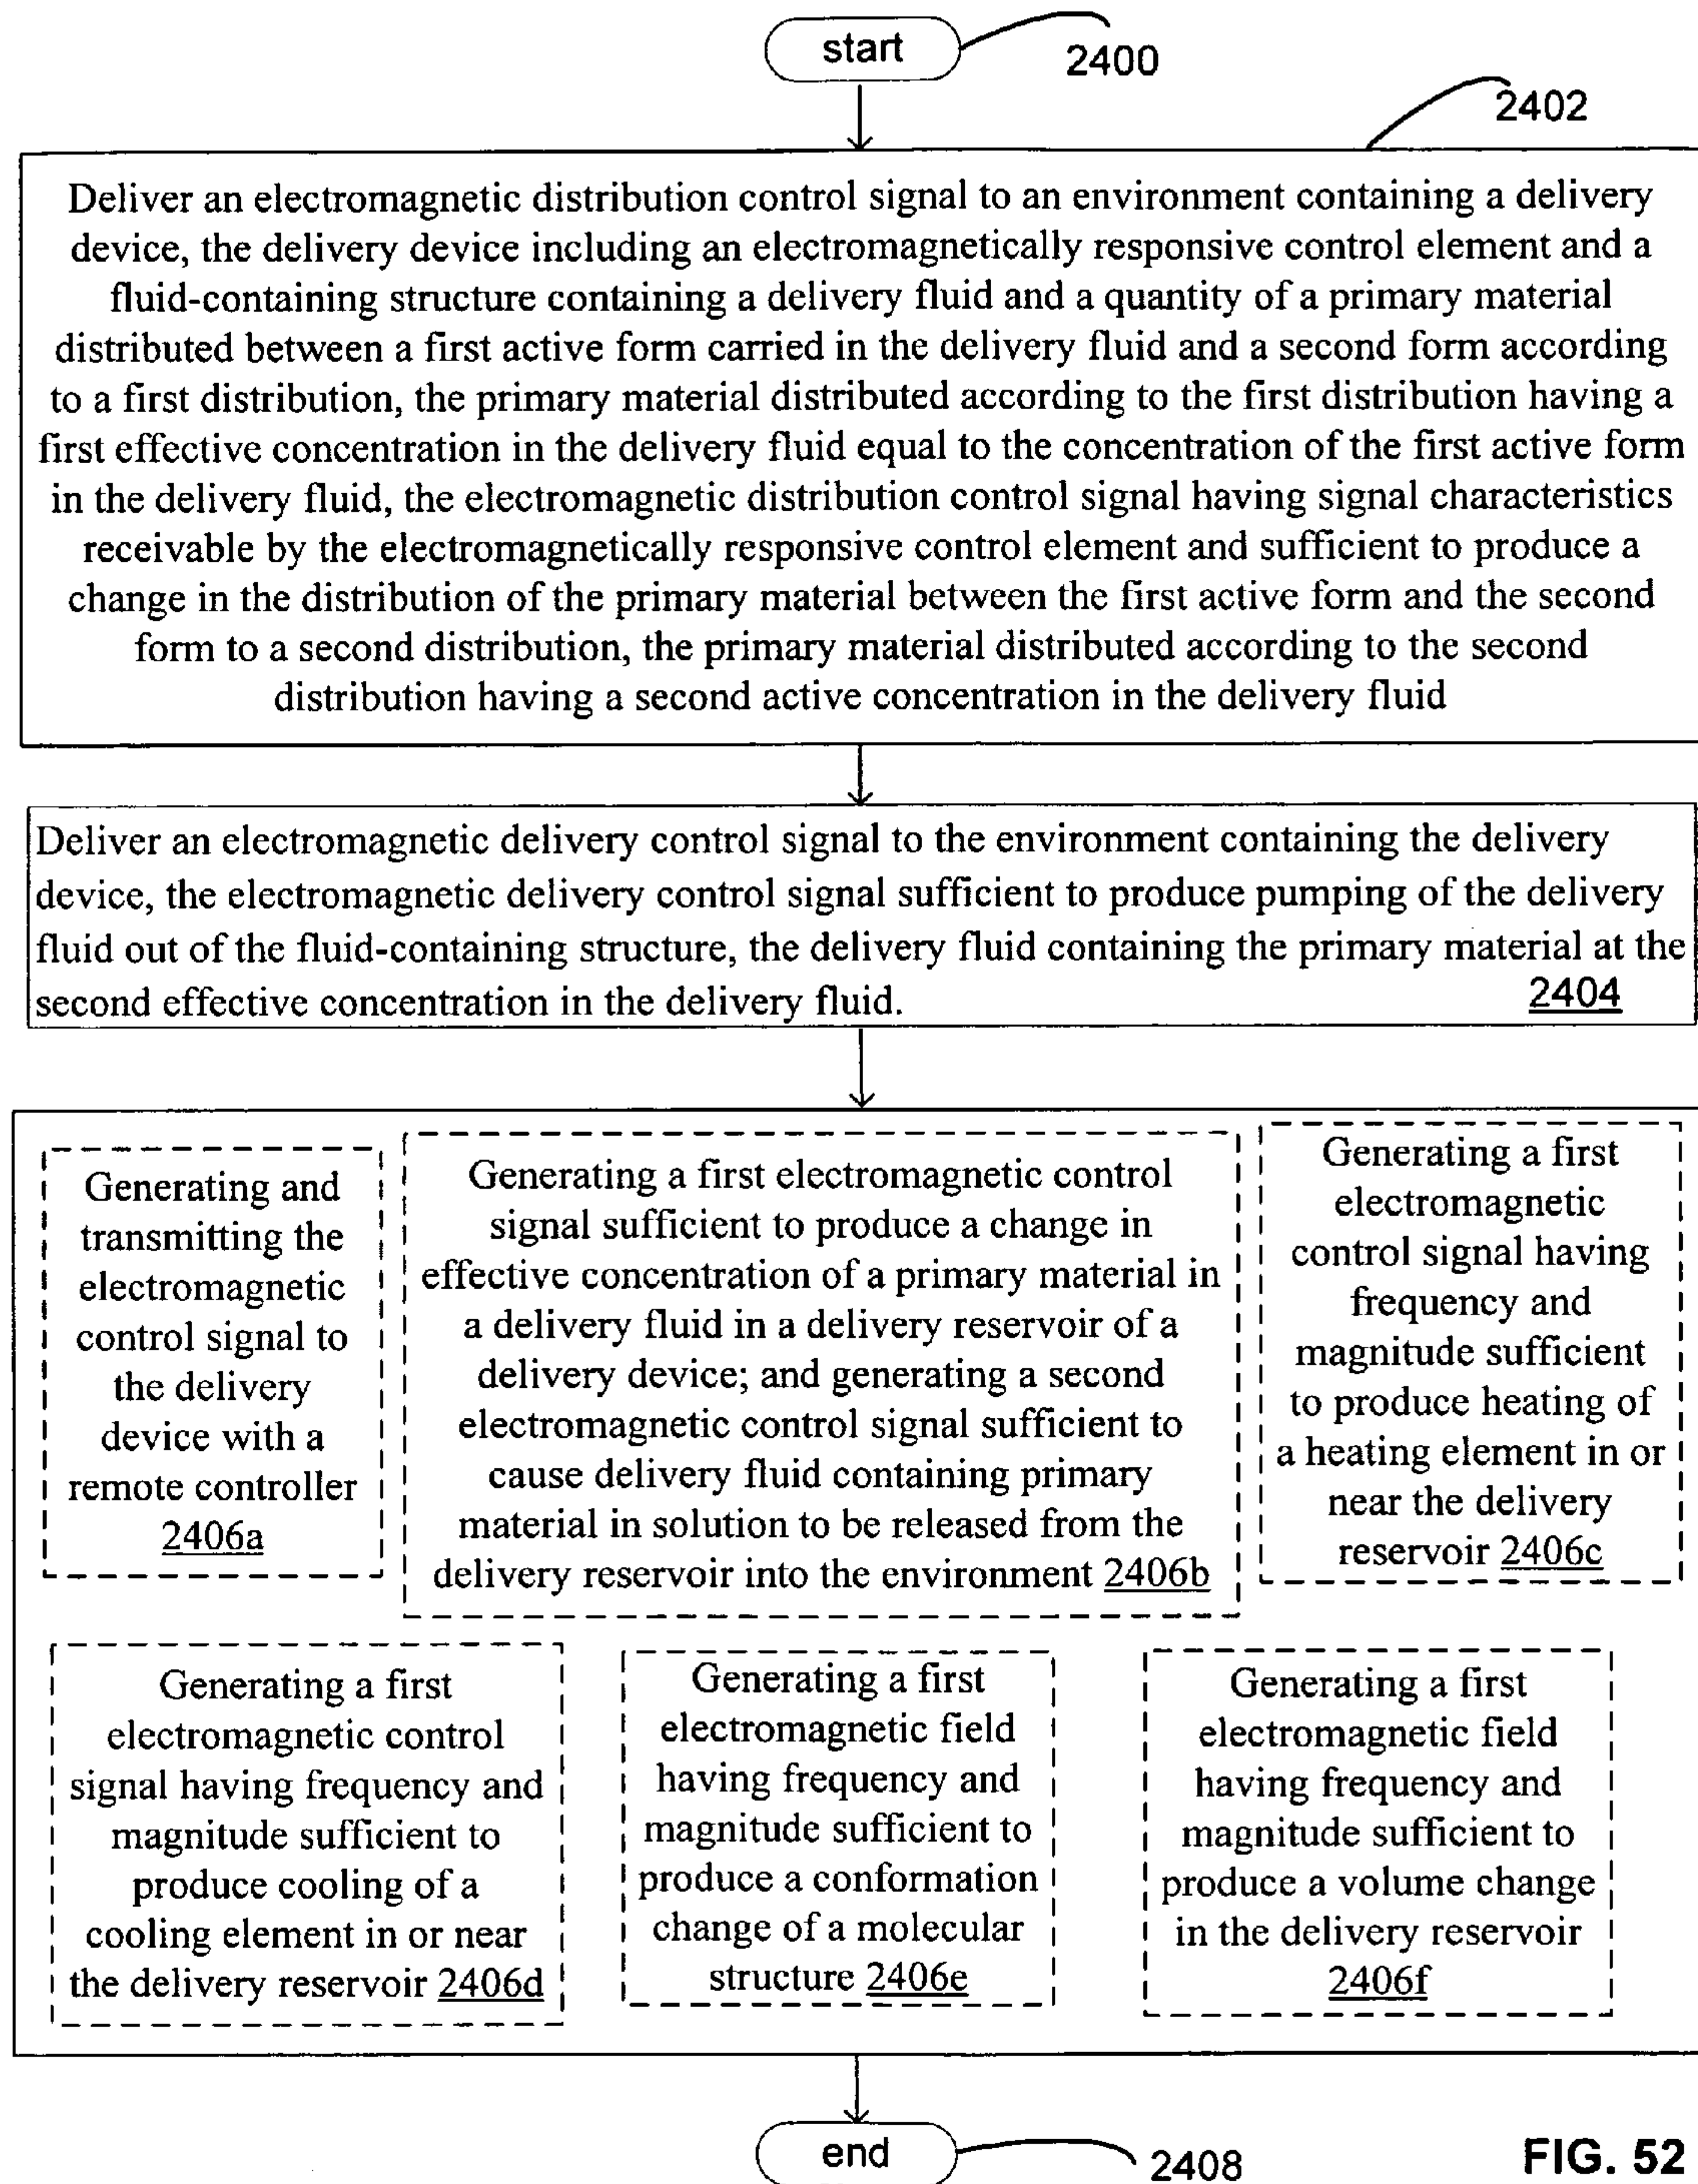 start
2400
2402
Deliver an electromagnetic distribution control signal to an environment containing a delivery
device, the delivery device including an electromagnetically responsive control element and a
fluid-containing structure containing a delivery fluid and a quantity of a primary material
distributed between a first active form carried in the delivery fluid and a second form according
to a first distribution, the primary material distributed according to the first distribution having a
first effective concentration in the delivery fluid equal to the concentration of the first active form
in the delivery fluid, the electromagnetic distribution control signal having signal characteristics
receivable by the electromagnetically responsive control element and sufficient to produce a
change in the distribution of the primary material between the first active form and the second
form to a second distribution, the primary material distributed according to the second
distribution having a second active concentration in the delivery fluid
Deliver an electromagnetic delivery control signal to the environment containing the delivery
device, the electromagnetic delivery control signal sufficient to produce pumping of the delivery
fluid out of the fluid-containing structure, the delivery fluid containing the primary material at the
second effective concentration in the delivery fluid.
2404
Generating and
transmitting the
electromagnetic
control signal to
the delivery
device with a
remote controller
2406a
Generating a first electromagnetic control
signal sufficient to produce a change in
effective concentration of a primary material in
a delivery fluid in a delivery reservoir of a
delivery device; and generating a second
electromagnetic control signal sufficient to
cause delivery fluid containing primary
material in solution to be released from the
delivery reservoir into the environment 2406b
Generating a first
electromagnetic
control signal having
frequency and
magnitude sufficient
to produce heating of
a heating element in or
near the delivery
reservoir 2406c
Generating a first
electromagnetic control
signal having frequency and
magnitude sufficient to
produce cooling of a
cooling element in or near
the delivery reservoir 2406d
Generating a first
electromagnetic field
having frequency and
magnitude sufficient to
produce a conformation
change of a molecular
structure 2406e
Generating a first
electromagnetic field
having frequency and
magnitude sufficient to
produce a volume change
in the delivery reservoir
2406f
end
2408
FIG. 52